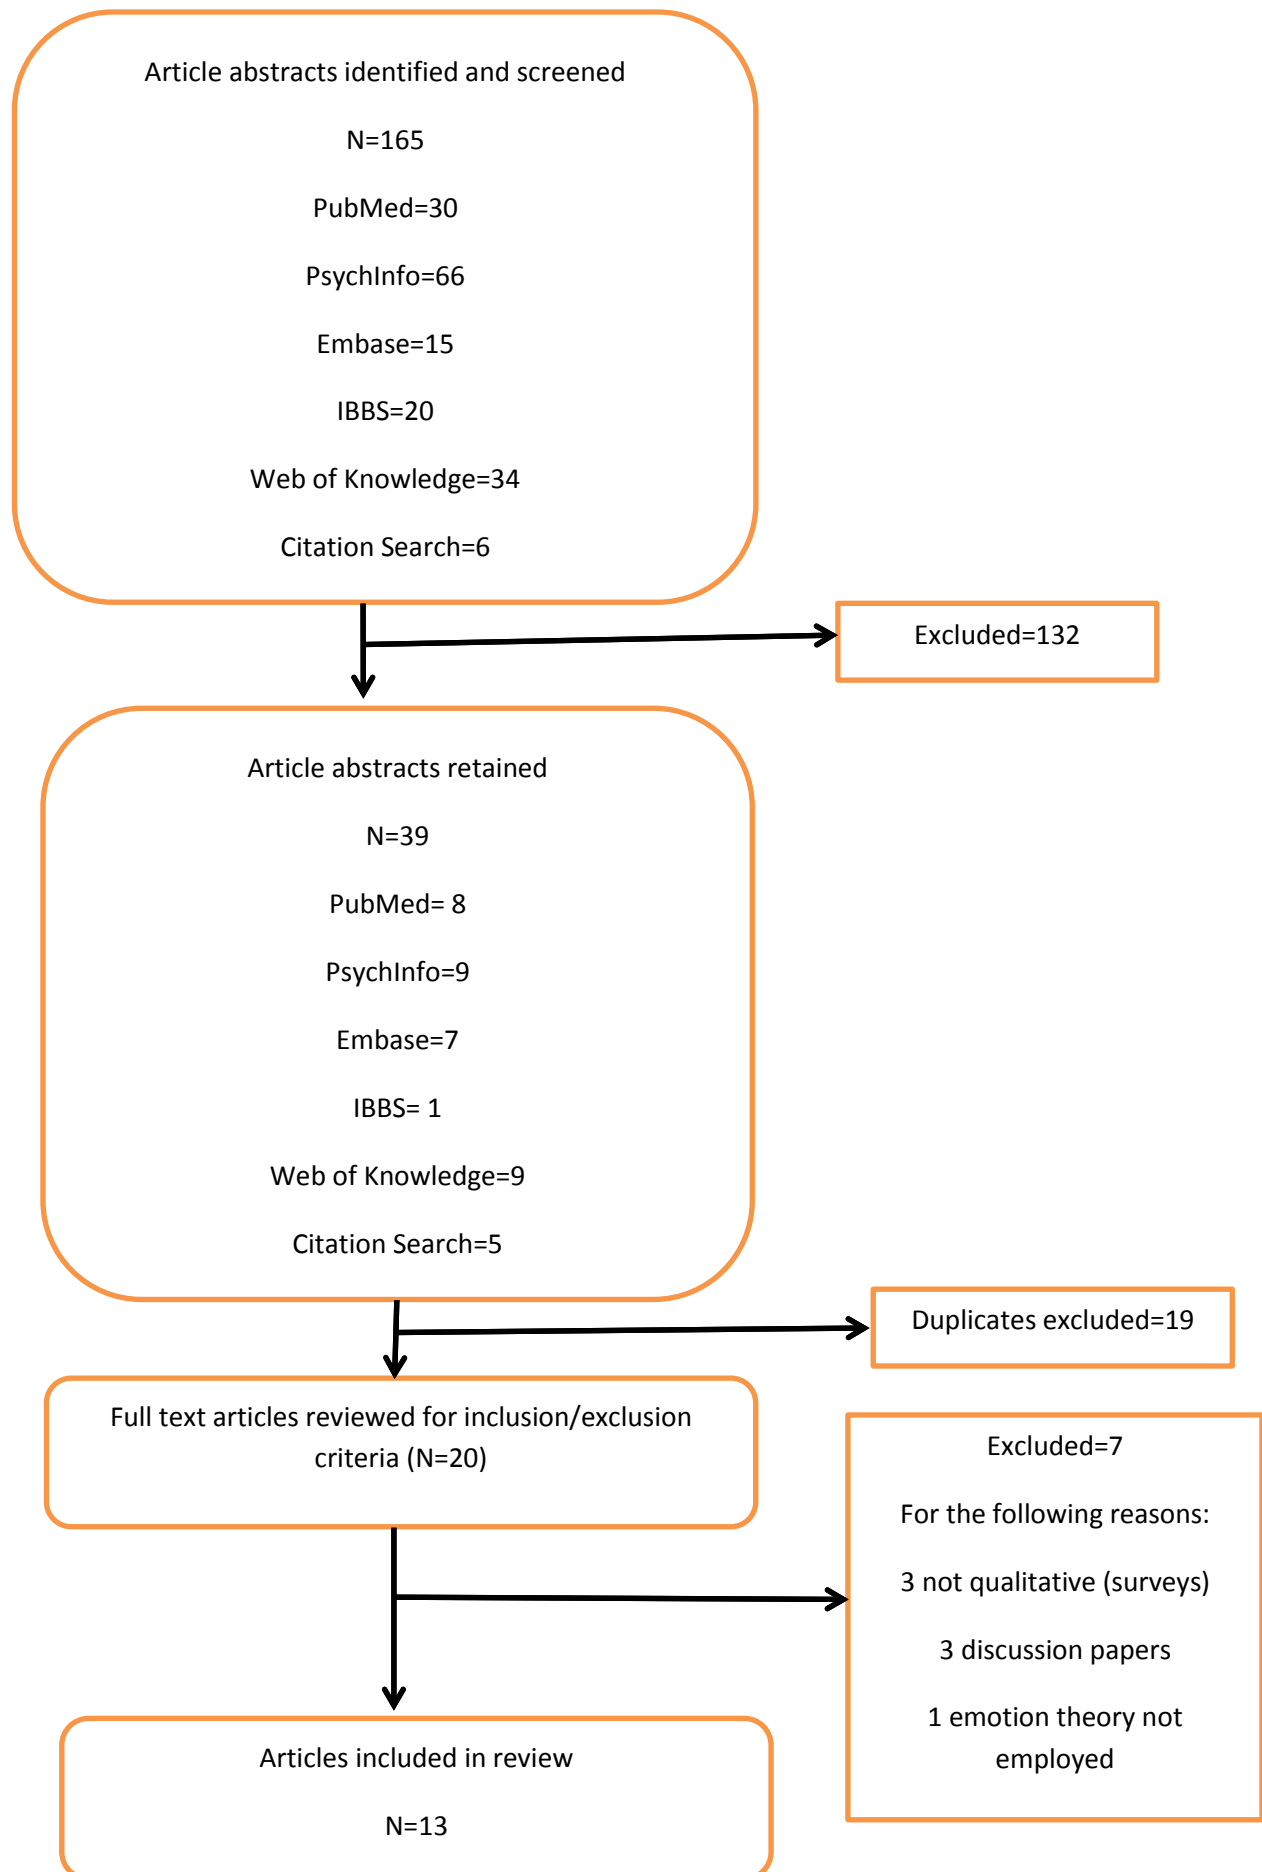 Article abstracts identified and screened
N=165
PubMed=30
PsychInfo=66
Embase=15
IBBS=20
Web of Knowledge=34
Citation Search=6
Excluded=132
Article abstracts retained
N=39
PubMed= 8
PsychInfo=9
Embase=7
IBBS= 1
Web of Knowledge=9
Citation Search=5
Duplicates excluded=19
Full text articles reviewed for inclusion/exclusion
criteria (N=20)
Excluded=7
For the following reasons:
3 not qualitative (surveys)
3 discussion papers
1 emotion theory not
employed
Articles included in review
N=13